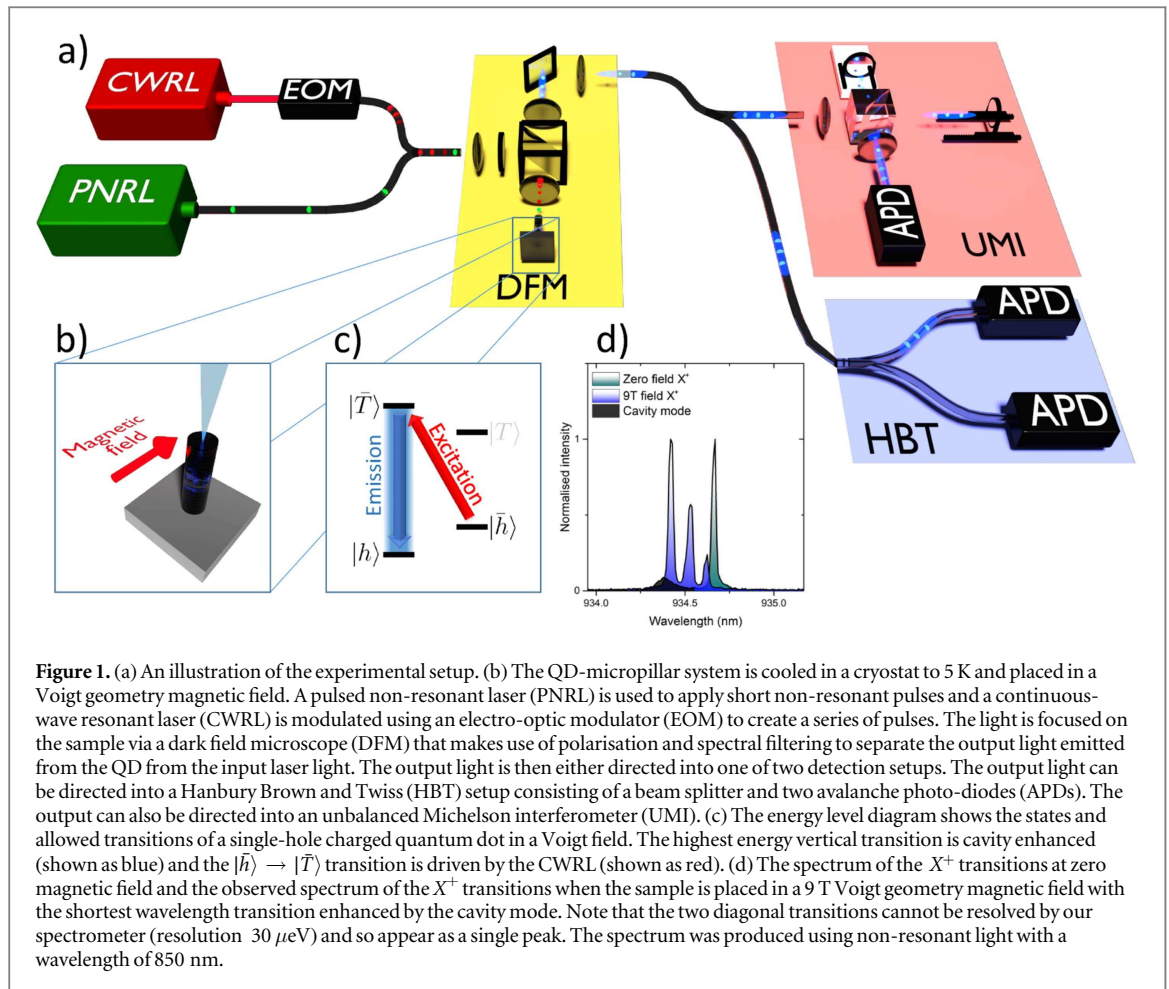 a)
CWRL
EOM
PNRL
DFM
APD
UMI
APD
APD
HBT
b)
Magnetic
field
c)
|T̄⟩
|T⟩
Emission
Excitation
|h̄⟩
|h⟩
d)
Zero field X⁺
9T field X⁺
Cavity mode
Normalised intensity
1
0
934.0
934.5
935.0
Wavelength (nm)
Figure 1. (a) An illustration of the experimental setup. (b) The QD-micropillar system is cooled in a cryostat to 5 K and placed in a
Voigt geometry magnetic field. A pulsed non-resonant laser (PNRL) is used to apply short non-resonant pulses and a continuous-
wave resonant laser (CWRL) is modulated using an electro-optic modulator (EOM) to create a series of pulses. The light is focused on
the sample via a dark field microscope (DFM) that makes use of polarisation and spectral filtering to separate the output light emitted
from the QD from the input laser light. The output light is then either directed into one of two detection setups. The output light can
be directed into a Hanbury Brown and Twiss (HBT) setup consisting of a beam splitter and two avalanche photo-diodes (APDs). The
output can also be directed into an unbalanced Michelson interferometer (UMI). (c) The energy level diagram shows the states and
allowed transitions of a single-hole charged quantum dot in a Voigt field. The highest energy vertical transition is cavity enhanced
(shown as blue) and the |h̄⟩ → |T̄⟩ transition is driven by the CWRL (shown as red). (d) The spectrum of the X⁺ transitions at zero
magnetic field and the observed spectrum of the X⁺ transitions when the sample is placed in a 9 T Voigt geometry magnetic field with
the shortest wavelength transition enhanced by the cavity mode. Note that the two diagonal transitions cannot be resolved by our
spectrometer (resolution 30 μeV) and so appear as a single peak. The spectrum was produced using non-resonant light with a
wavelength of 850 nm.